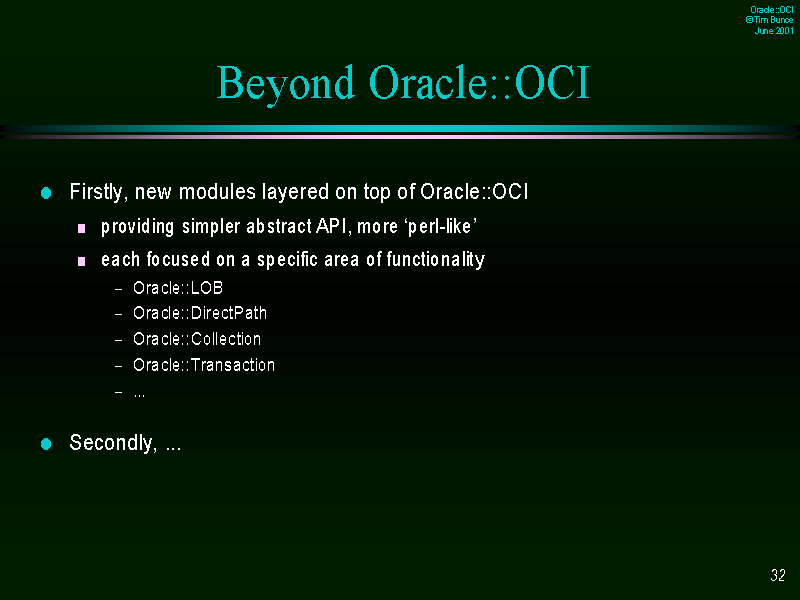 Oracle::OCI
©Tim Bunce
June 2001
Beyond Oracle::OCI
Firstly, new modules layered on top of Oracle::OCI
providing simpler abstract API, more ‘perl-like’
each focused on a specific area of functionality
– Oracle::LOB
– Oracle::DirectPath
– Oracle::Collection
– Oracle::Transaction
– ...
Secondly, ...
32